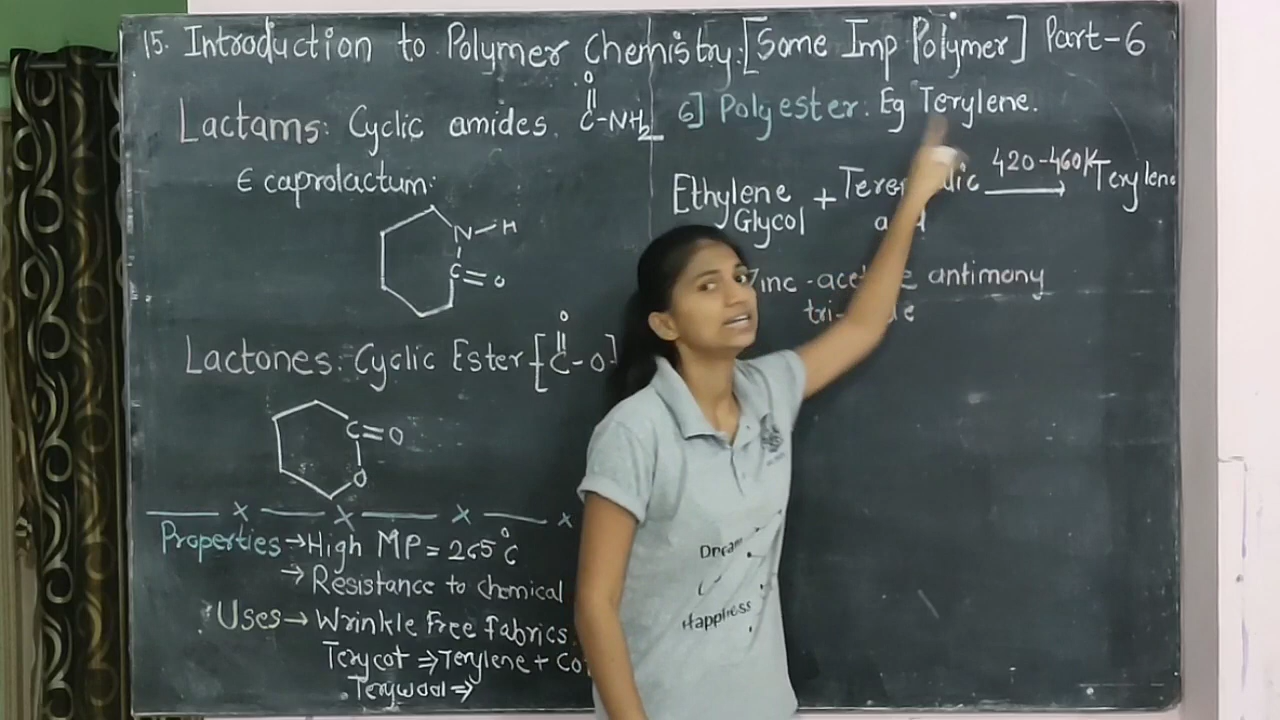 15. Introduction to Polymer Chemistry:[Some Imp Polymer] Part-6
Lactams: Cyclic amides.
O
C-NH2
ϵ caprolactum:
N-H
C=O
Lactones: Cyclic Ester
O
[C-O]
C=O
O
Properties → High MP = 265°C
→ Resistance to chemical
Uses → Wrinkle Free Fabrics.
Terycot ⇒ Terylene +
Terywool ⇒
6] Polyester: Eg Terylene.
Ethylene Glycol + 420-460K Terylene
antimony
Dream
Happiness